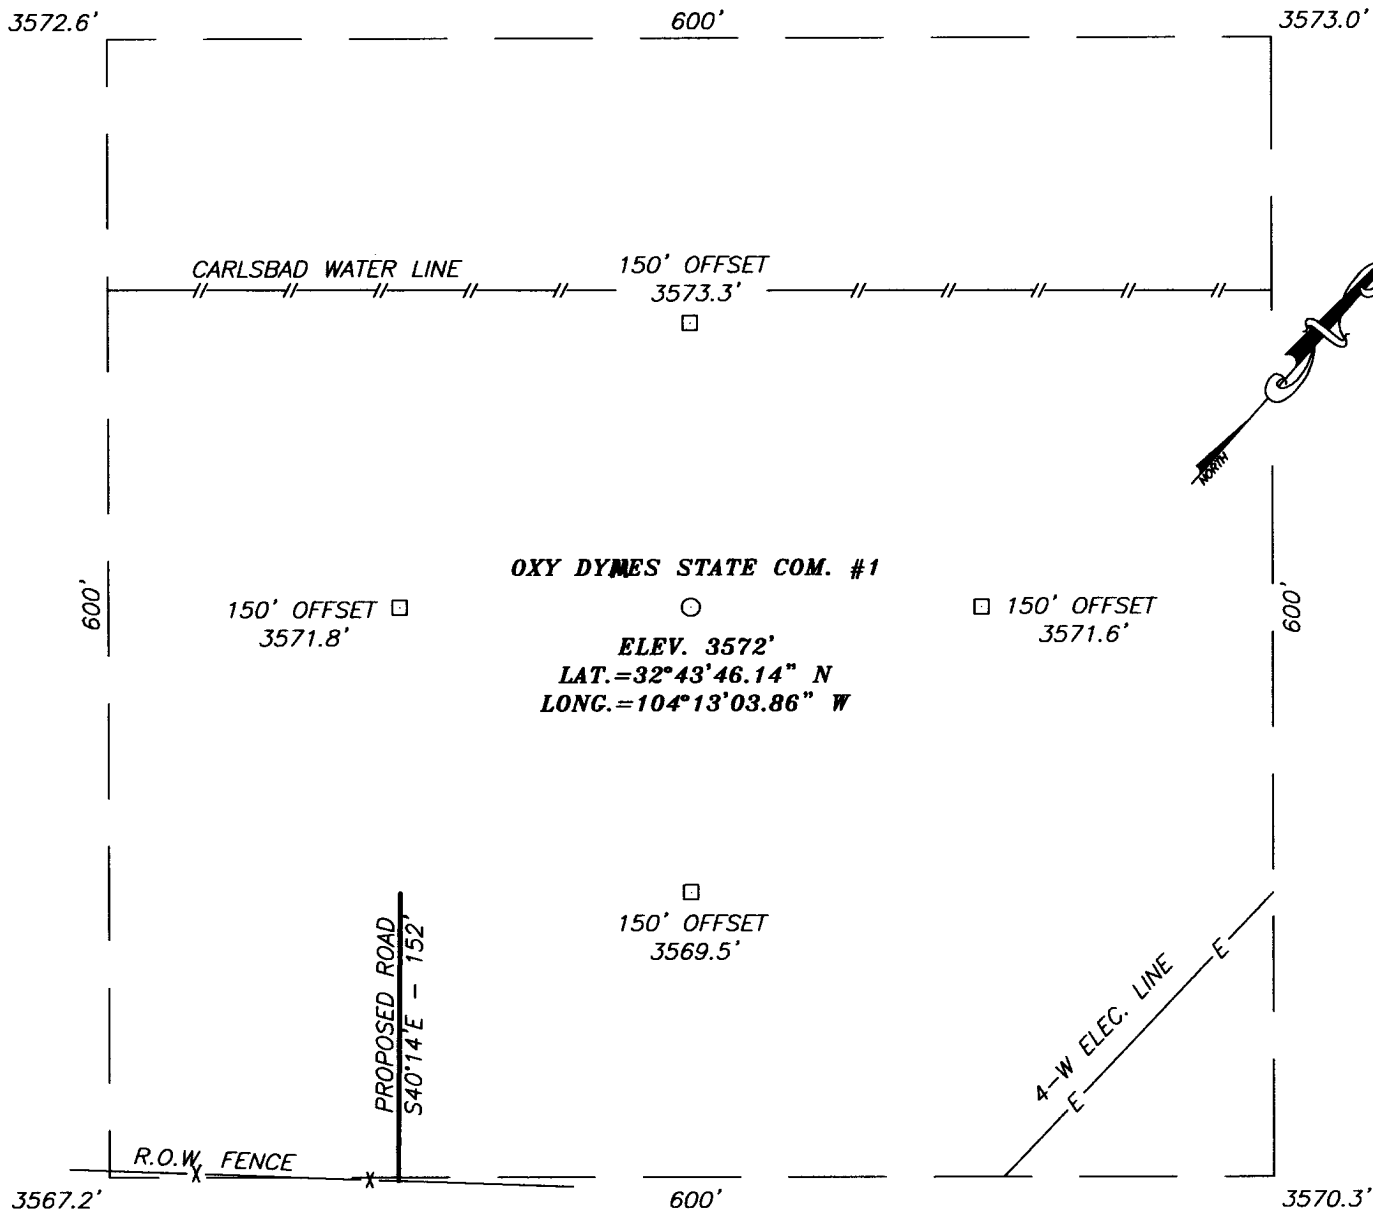 3572.6'
600'
3573.0'
CARLSBAD WATER LINE
150' OFFSET
3573.3'
NORTH
OXY DYMES STATE COM. #1
600'
150' OFFSET
3571.8'
150' OFFSET
3571.6'
600'
ELEV. 3572'
LAT.=32°43'46.14" N
LONG.=104°13'03.86" W
150' OFFSET
3569.5'
PROPOSED ROAD
S40°14'E - 152'
4-W ELEC. LINE
E
E
R.O.W. FENCE
X
X
3567.2'
600'
3570.3'